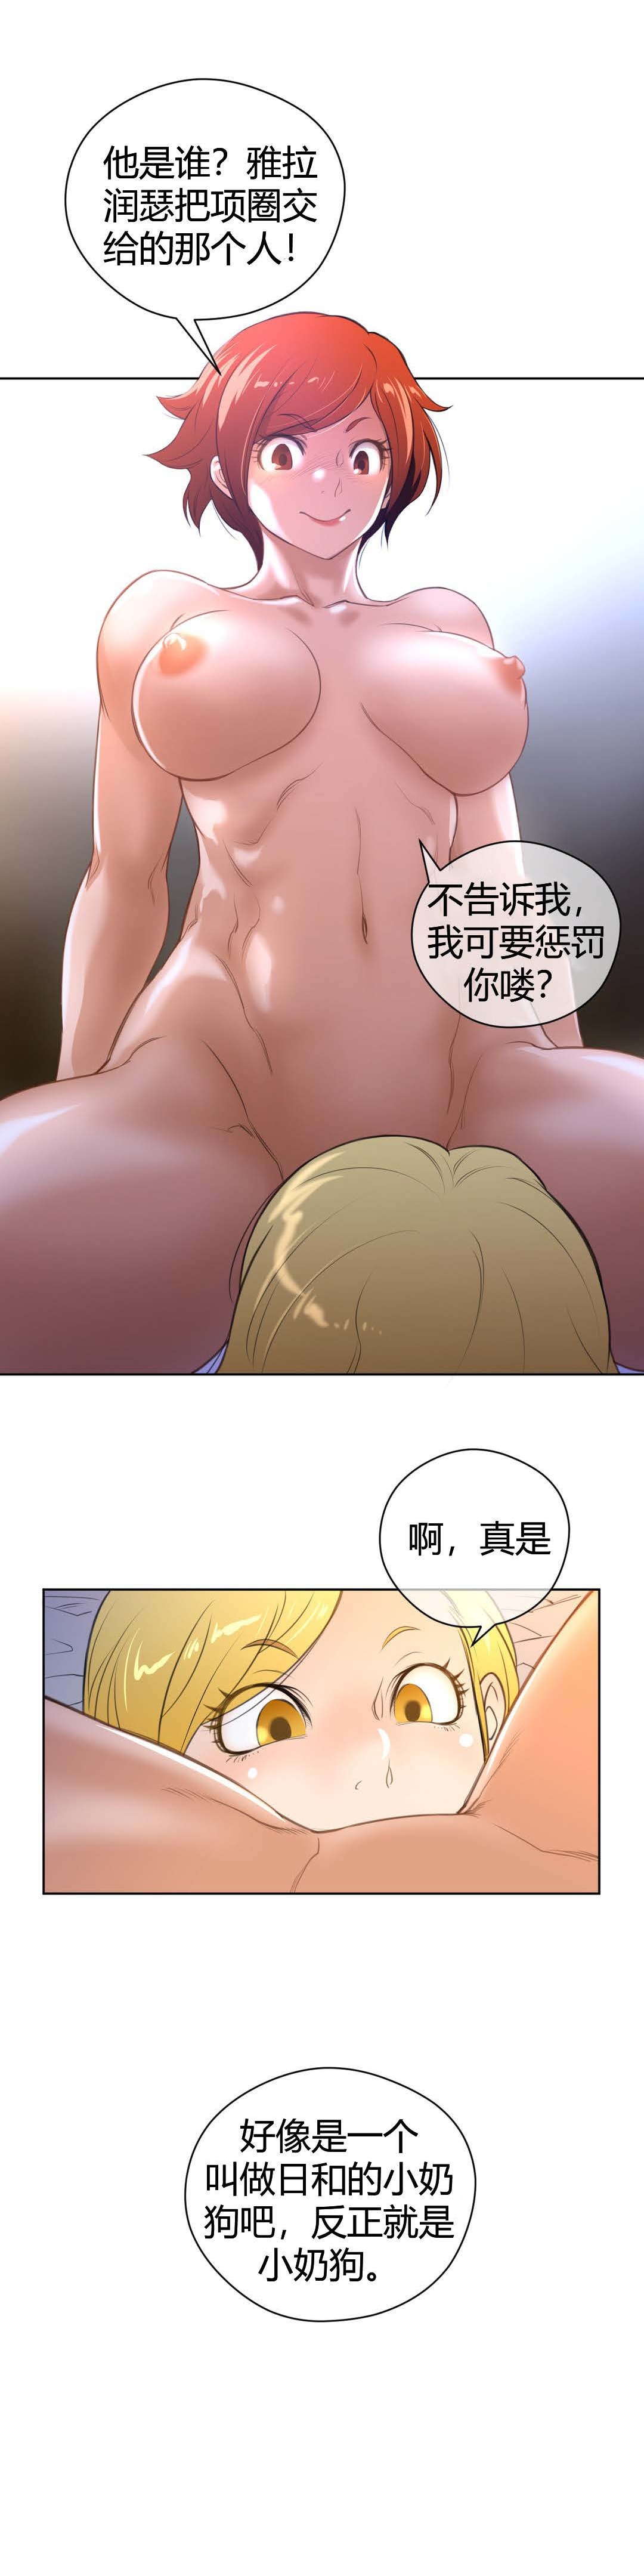 他是谁？雅拉
润瑟把项圈交
给的那个人！
不告诉我，
我可要惩罚
你喽？
啊，真是
好像是一个
叫做日和的小奶
狗吧，反正就是
小奶狗。